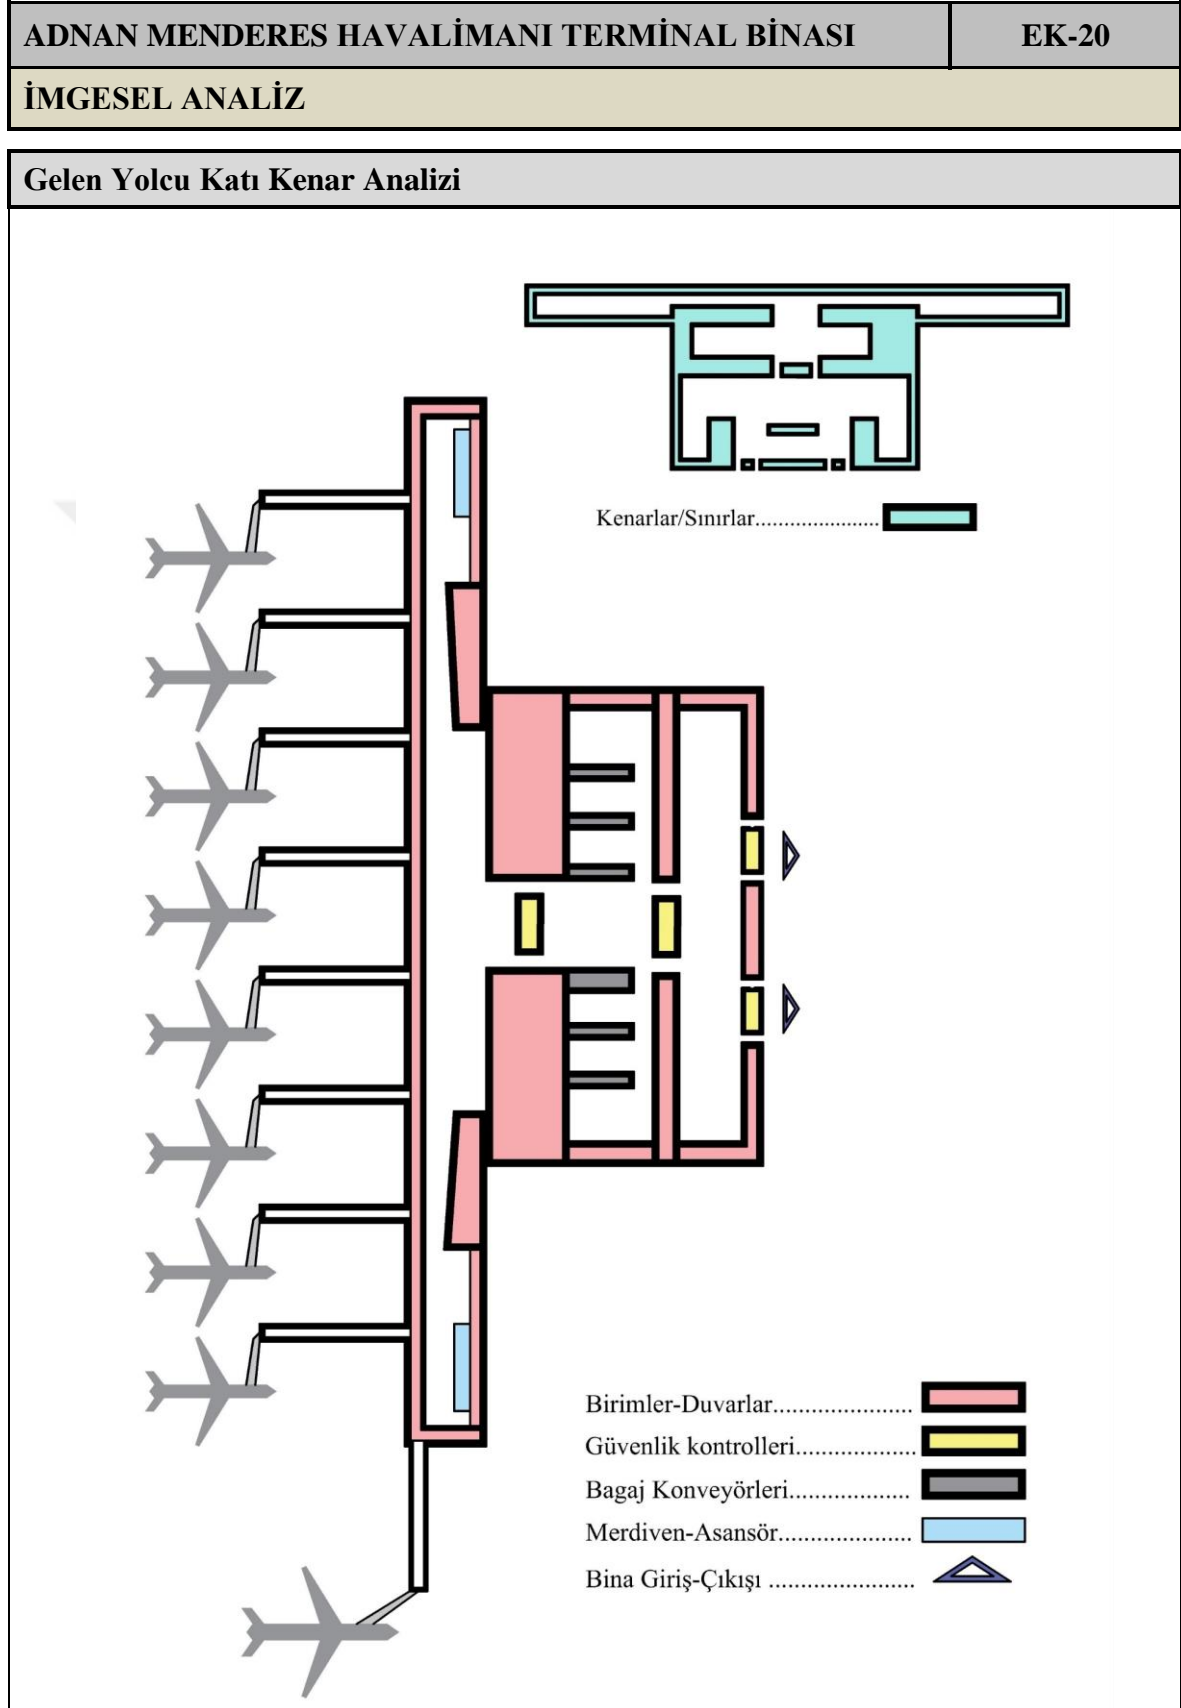 ADNAN MENDERES HAVALİMANI TERMİNAL BİNASI EK-20
İMGESEL ANALİZ
Gelen Yolcu Katı Kenar Analizi
Kenarlar/Sınırlar.....................
Birimler-Duvarlar......................
Güvenlik kontrolleri...................
Bagaj Konveyörleri...................
Merdiven-Asansör.....................
Bina Giriş-Çıkışı .......................